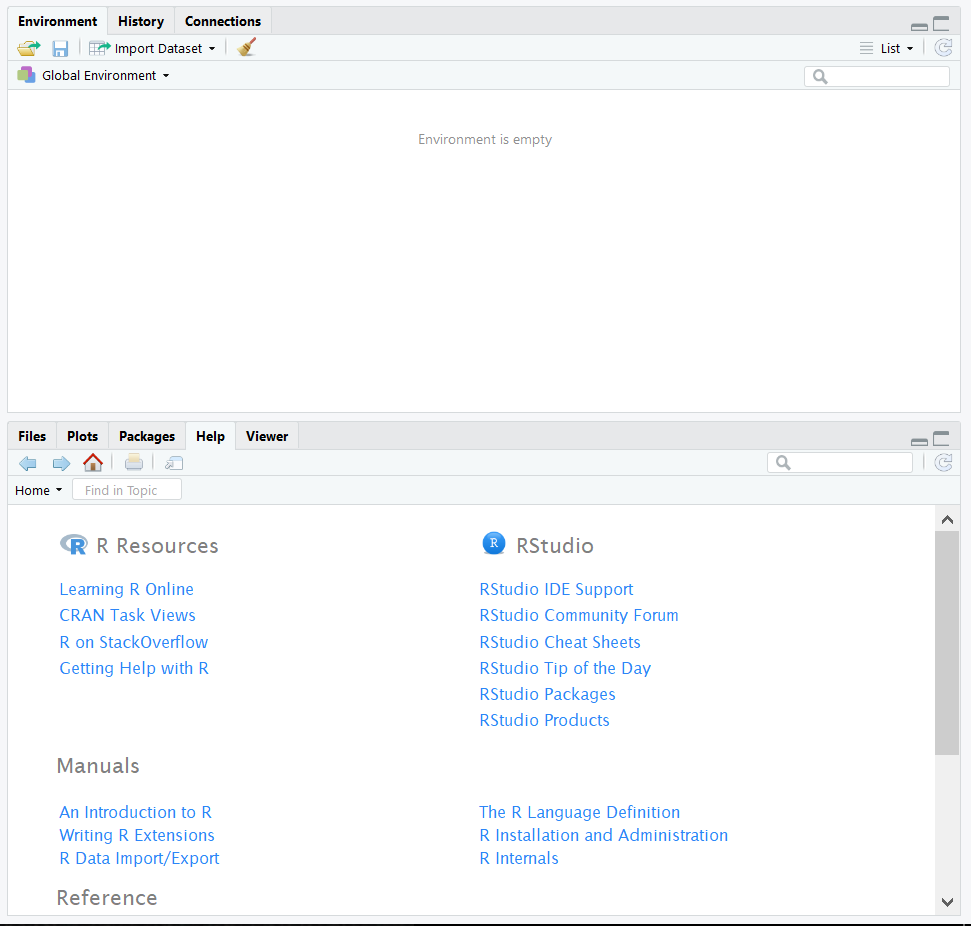 Environment History Connections
Import Dataset List
Global Environment
Environment is empty
Files Plots Packages Help Viewer
Home Find in Topic
R R Resources R RStudio
Learning R Online RStudio IDE Support
CRAN Task Views RStudio Community Forum
R on StackOverflow RStudio Cheat Sheets
Getting Help with R RStudio Tip of the Day
RStudio Packages
RStudio Products
Manuals
An Introduction to R The R Language Definition
Writing R Extensions R Installation and Administration
R Data Import/Export R Internals
Reference